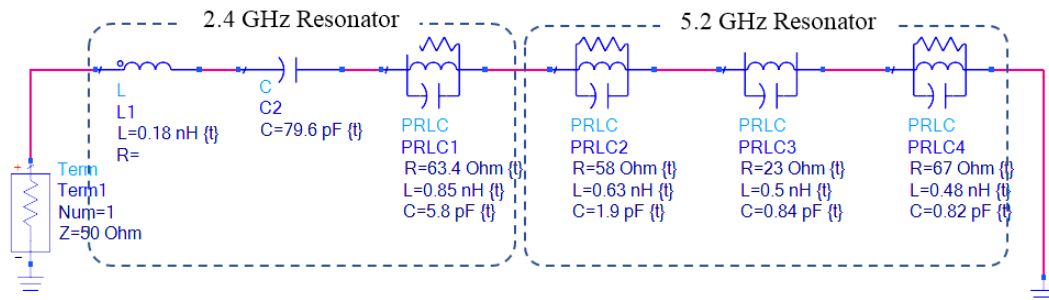 2.4 GHz Resonator
5.2 GHz Resonator
L
L1
L=0.18 nH {t}
R=
C
C2
C=79.6 pF {t}
PRLC
PRLC1
R=63.4 Ohm {t}
L=0.85 nH {t}
C=5.8 pF {t}
PRLC
PRLC2
R=58 Ohm {t}
L=0.63 nH {t}
C=1.9 pF {t}
PRLC
PRLC3
R=23 Ohm {t}
L=0.5 nH {t}
C=0.84 pF {t}
PRLC
PRLC4
R=67 Ohm {t}
L=0.48 nH {t}
C=0.82 pF {t}
+
Term
Term1
Num=1
Z=50 Ohm
-